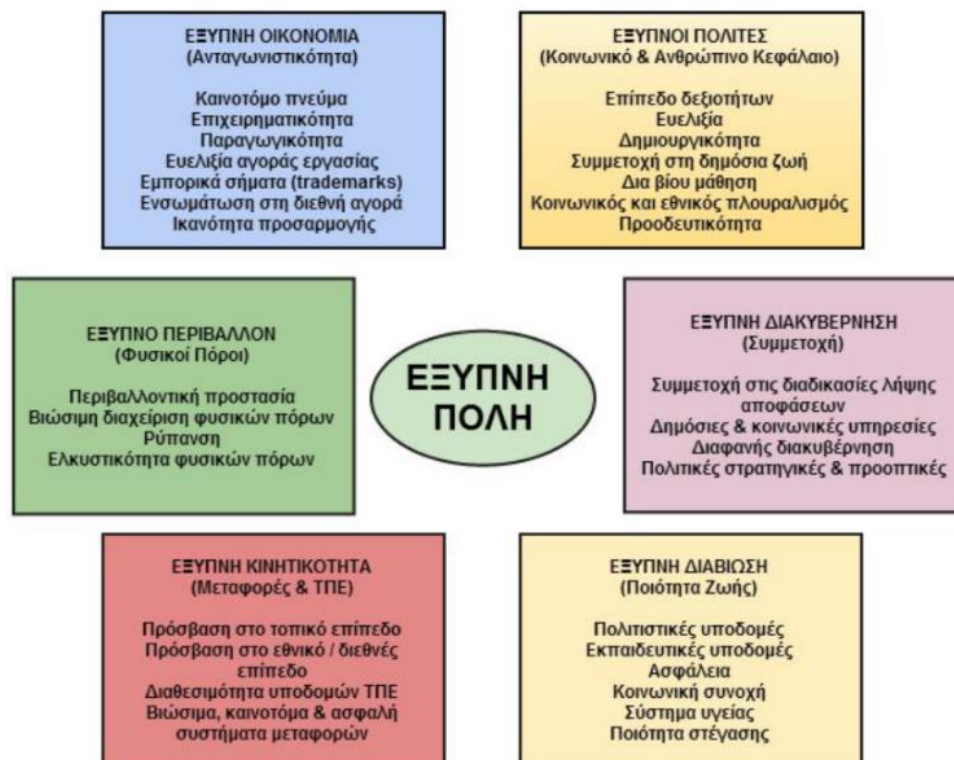 ΕΞΥΠΝΗ ΟΙΚΟΝΟΜΙΑ
(Ανταγωνιστικότητα)
Καινοτόμο πνεύμα
Επιχειρηματικότητα
Παραγωγικότητα
Ευελιξία αγοράς εργασίας
Εμπορικά σήματα (trademarks)
Ενσωμάτωση στη διεθνή αγορά
Ικανότητα προσαρμογής
ΕΞΥΠΝΟΙ ΠΟΛΙΤΕΣ
(Κοινωνικό & Ανθρώπινο Κεφάλαιο)
Επίπεδο δεξιοτήτων
Ευελιξία
Δημιουργικότητα
Συμμετοχή στη δημόσια ζωή
Δια βίου μάθηση
Κοινωνικός και εθνικός πλουραλισμός
Προοδευτικότητα
ΕΞΥΠΝΟ ΠΕΡΙΒΑΛΛΟΝ
(Φυσικοί Πόροι)
Περιβαλλοντική προστασία
Βιώσιμη διαχείριση φυσικών πόρων
Ρύπανση
Ελκυστικότητα φυσικών πόρων
ΕΞΥΠΝΗ
ΠΟΛΗ
ΕΞΥΠΝΗ ΔΙΑΚΥΒΕΡΝΗΣΗ
(Συμμετοχή)
Συμμετοχή στις διαδικασίες λήψης
αποφάσεων
Δημόσιες & κοινωνικές υπηρεσίες
Διαφανής διακυβέρνηση
Πολιτικές στρατηγικές & προοπτικές
ΕΞΥΠΝΗ ΚΙΝΗΤΙΚΟΤΗΤΑ
(Μεταφορές & ΤΠΕ)
Πρόσβαση στο τοπικό επίπεδο
Πρόσβαση στο εθνικό / διεθνές
επίπεδο
Διαθεσιμότητα υποδομών ΤΠΕ
Βιώσιμα, καινοτόμα & ασφαλή
συστήματα μεταφορών
ΕΞΥΠΝΗ ΔΙΑΒΙΩΣΗ
(Ποιότητα Ζωής)
Πολιτιστικές υποδομές
Εκπαιδευτικές υποδομές
Ασφάλεια
Κοινωνική συνοχή
Σύστημα υγείας
Ποιότητα στέγασης